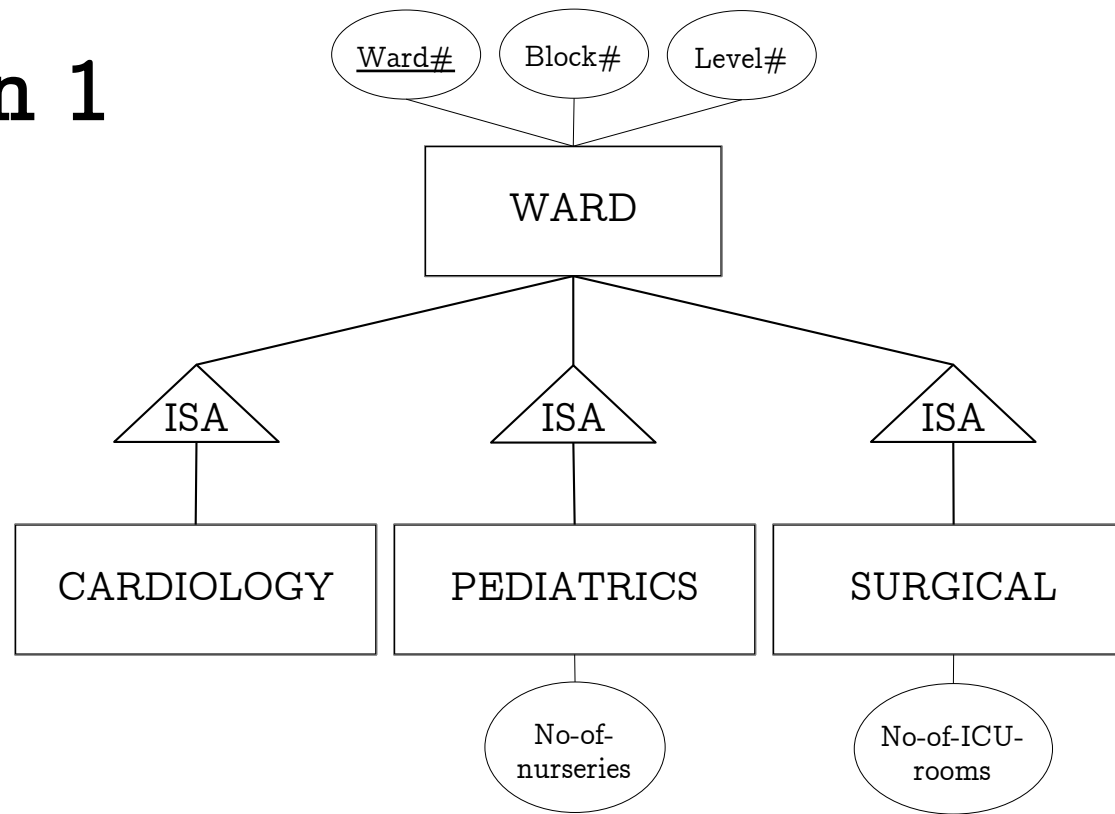 n 1
Ward#
Block#
Level#
WARD
ISA
ISA
ISA
CARDIOLOGY
PEDIATRICS
SURGICAL
No-of-
nurseries
No-of-ICU-
rooms